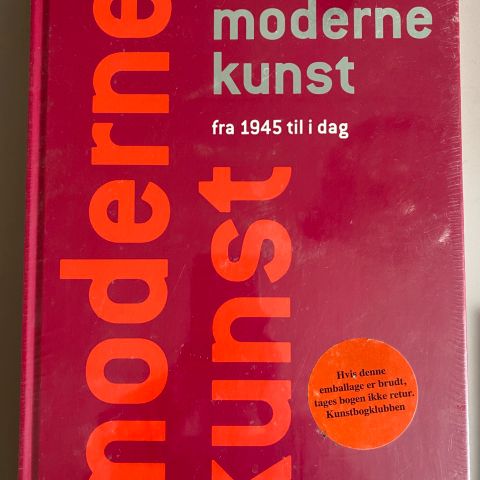 moderne
kunst
fra 1945 til i dag
moderne
kunst
Hvis denne
emballage er brudt,
tages bogen ikke retur.
Kunstbogklubben